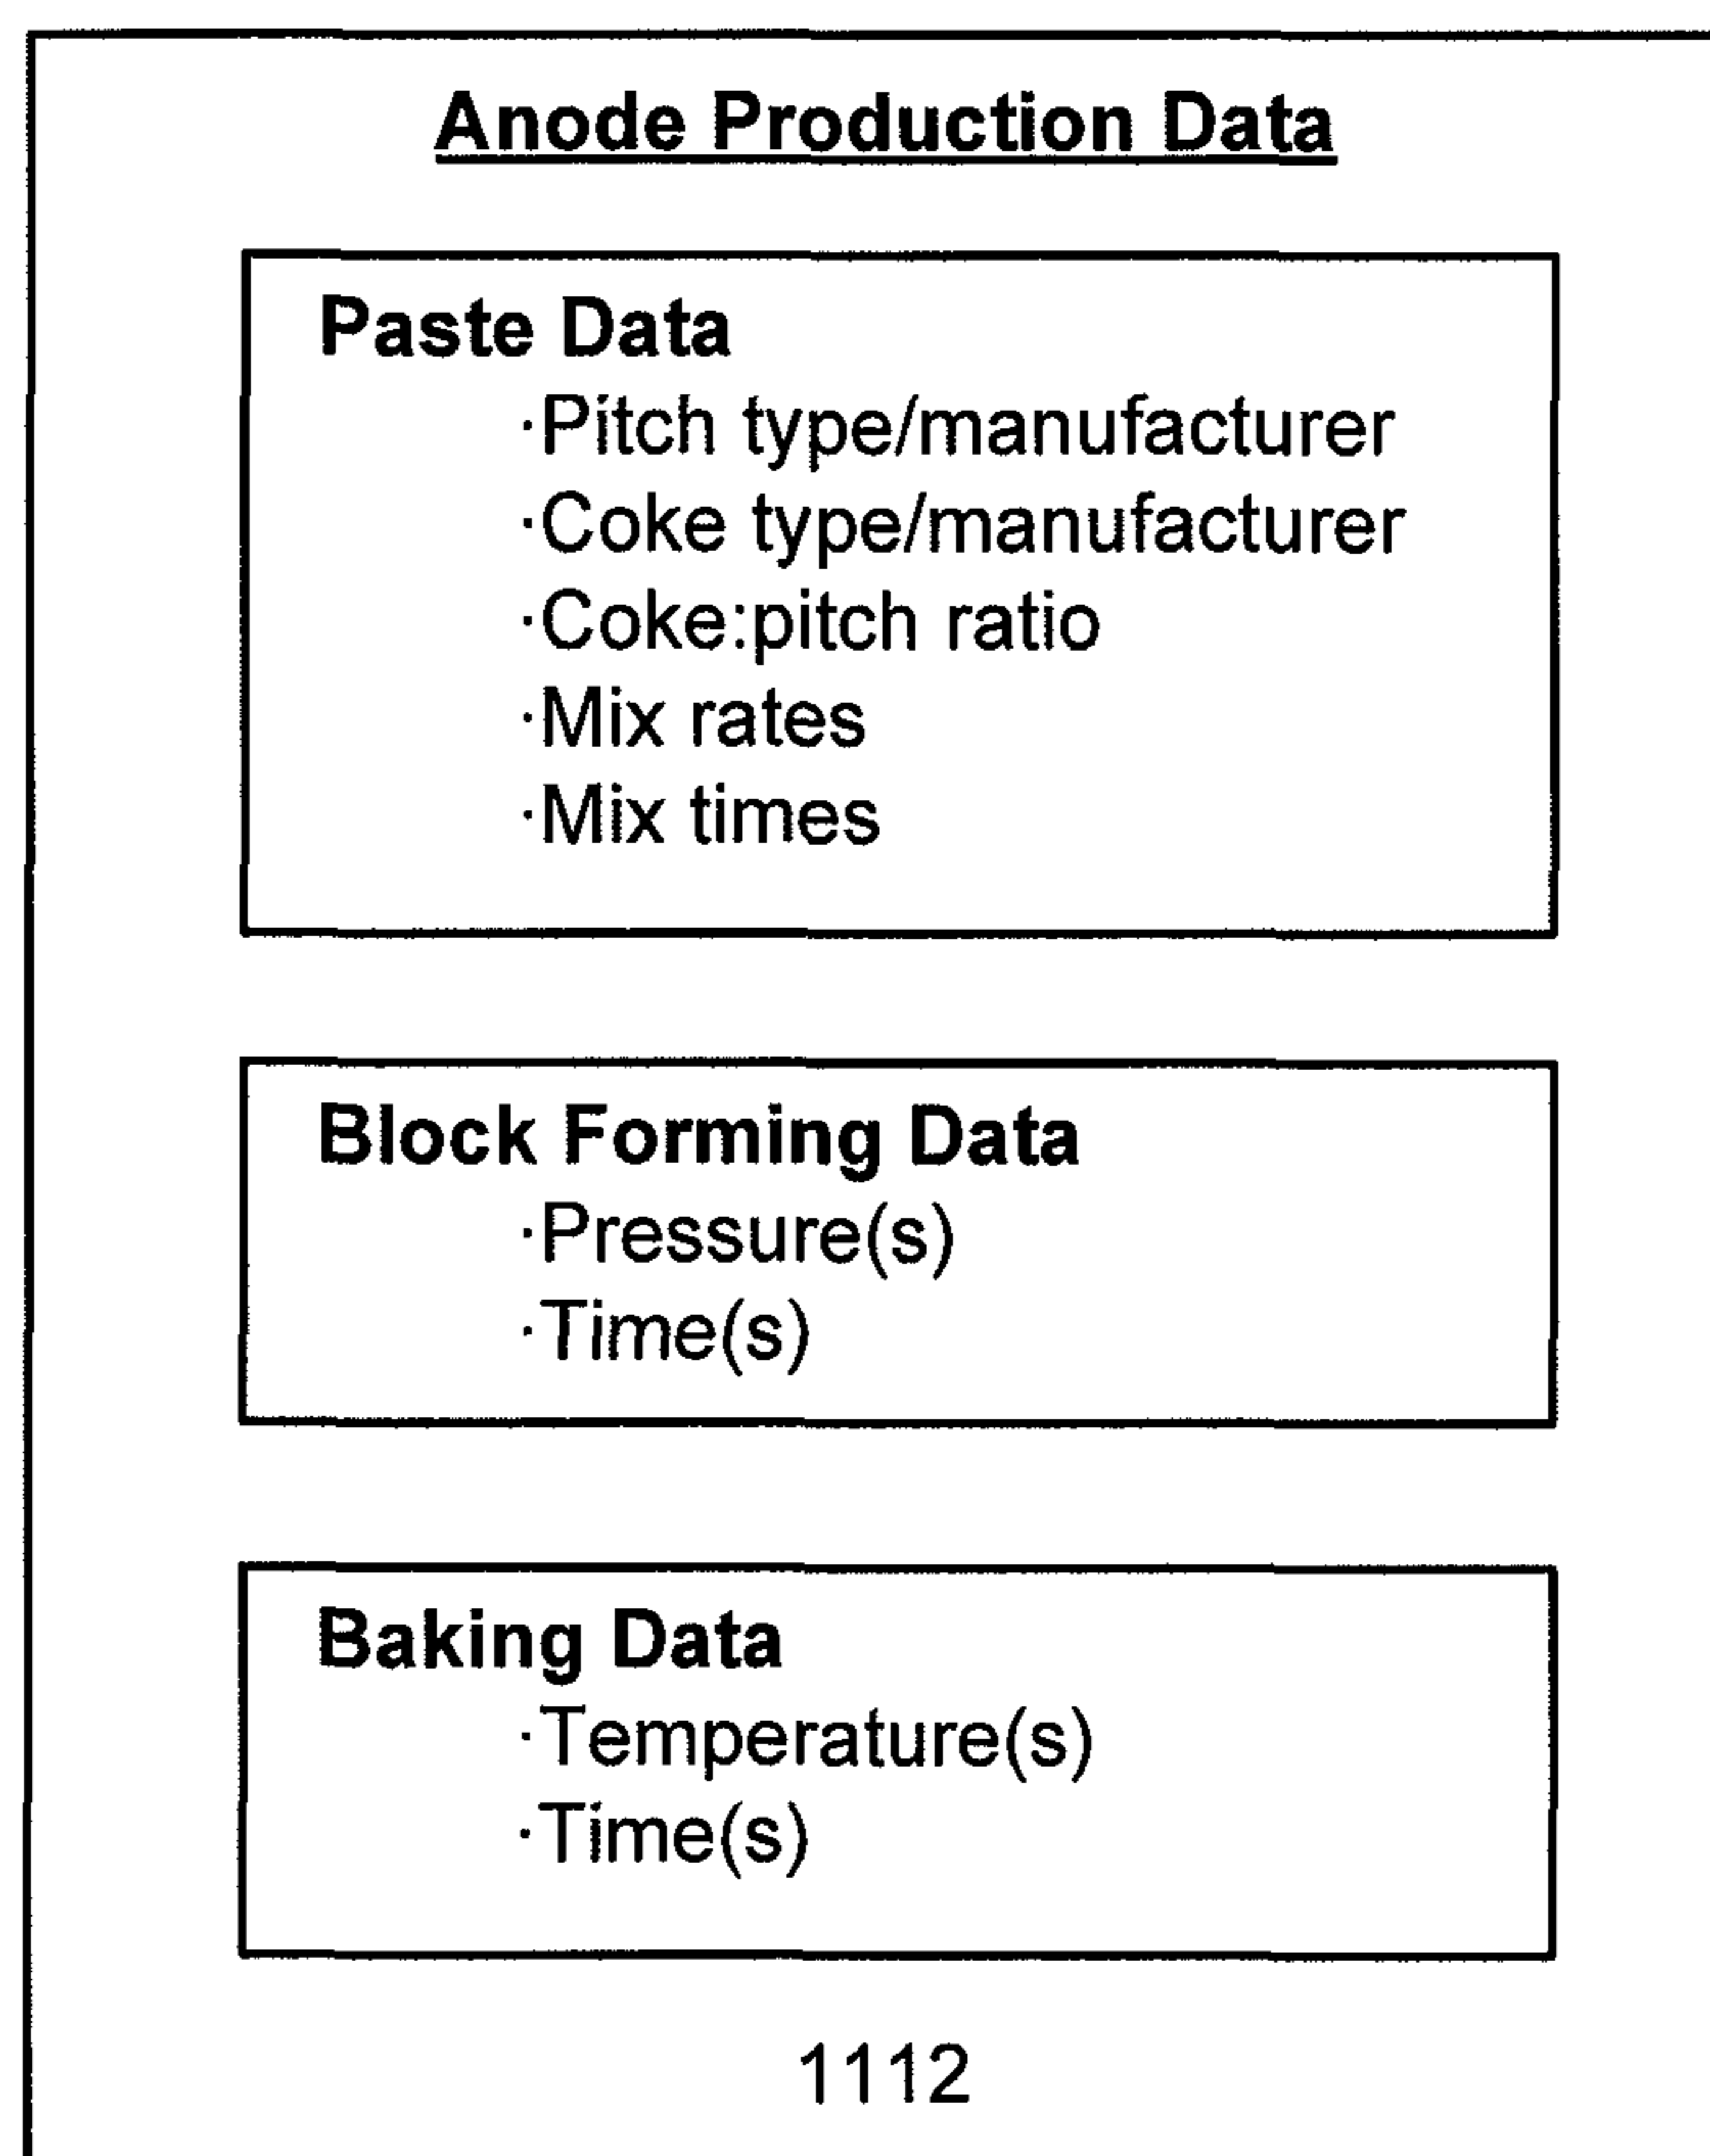 Anode Production Data
Paste Data
·Pitch type/manufacturer
·Coke type/manufacturer
·Coke:pitch ratio
·Mix rates
·Mix times
Block Forming Data
·Pressure(s)
·Time(s)
Baking Data
·Temperature(s)
·Time(s)
1112